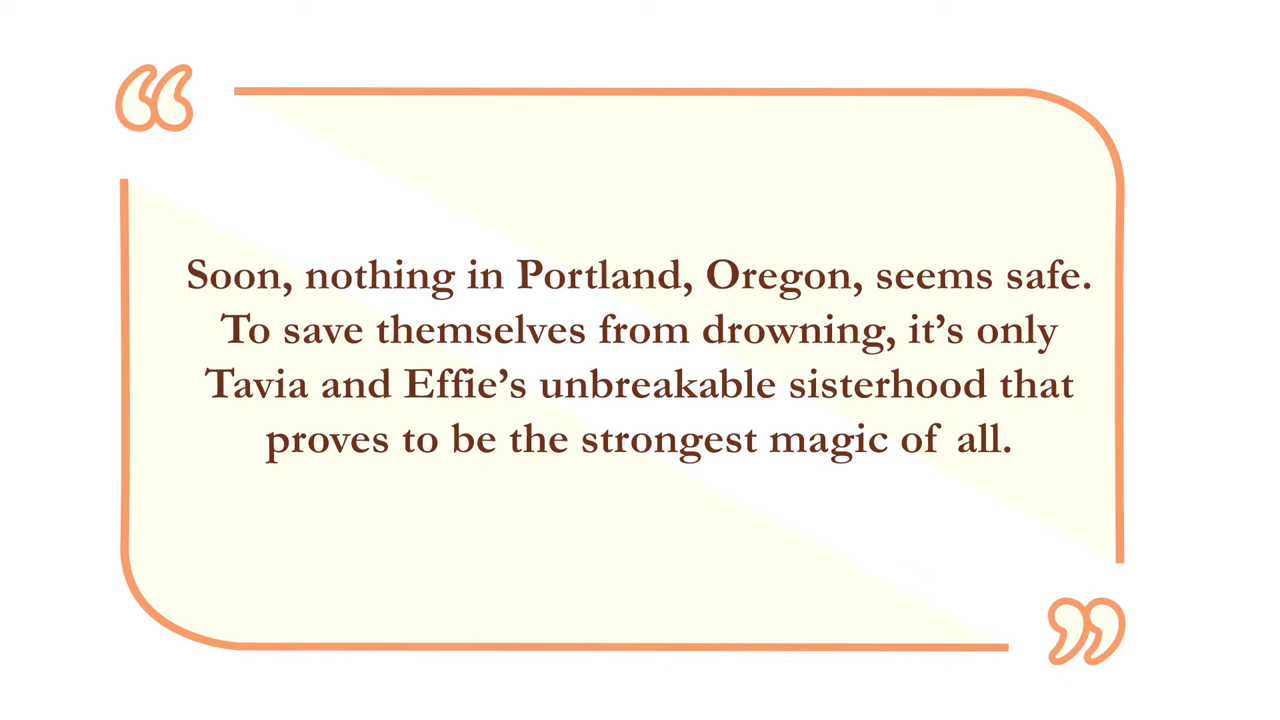 Soon, nothing in Portland, Oregon, seems safe.
To save themselves from drowning, it’s only
Tavia and Effie’s unbreakable sisterhood that
proves to be the strongest magic of all.